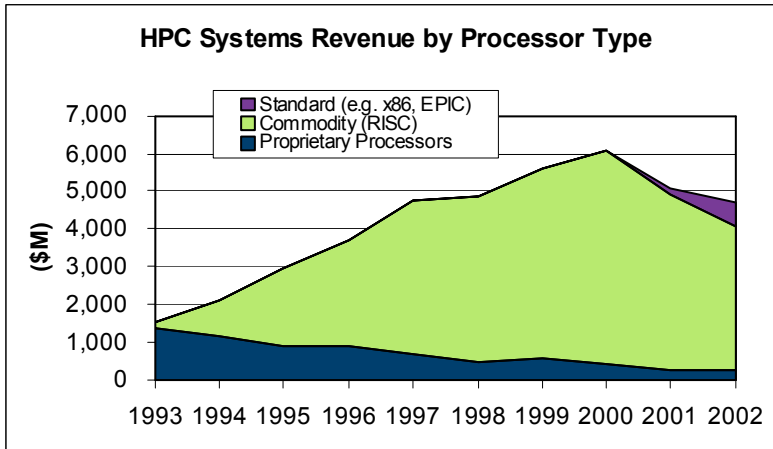 HPC Systems Revenue by Processor Type
Standard (e.g. x86, EPIC)
Commodity (RISC)
Proprietary Processors
7,000
6,000
5,000
4,000
3,000
2,000
1,000
0
($M)
1993 1994 1995 1996 1997 1998 1999 2000 2001 2002